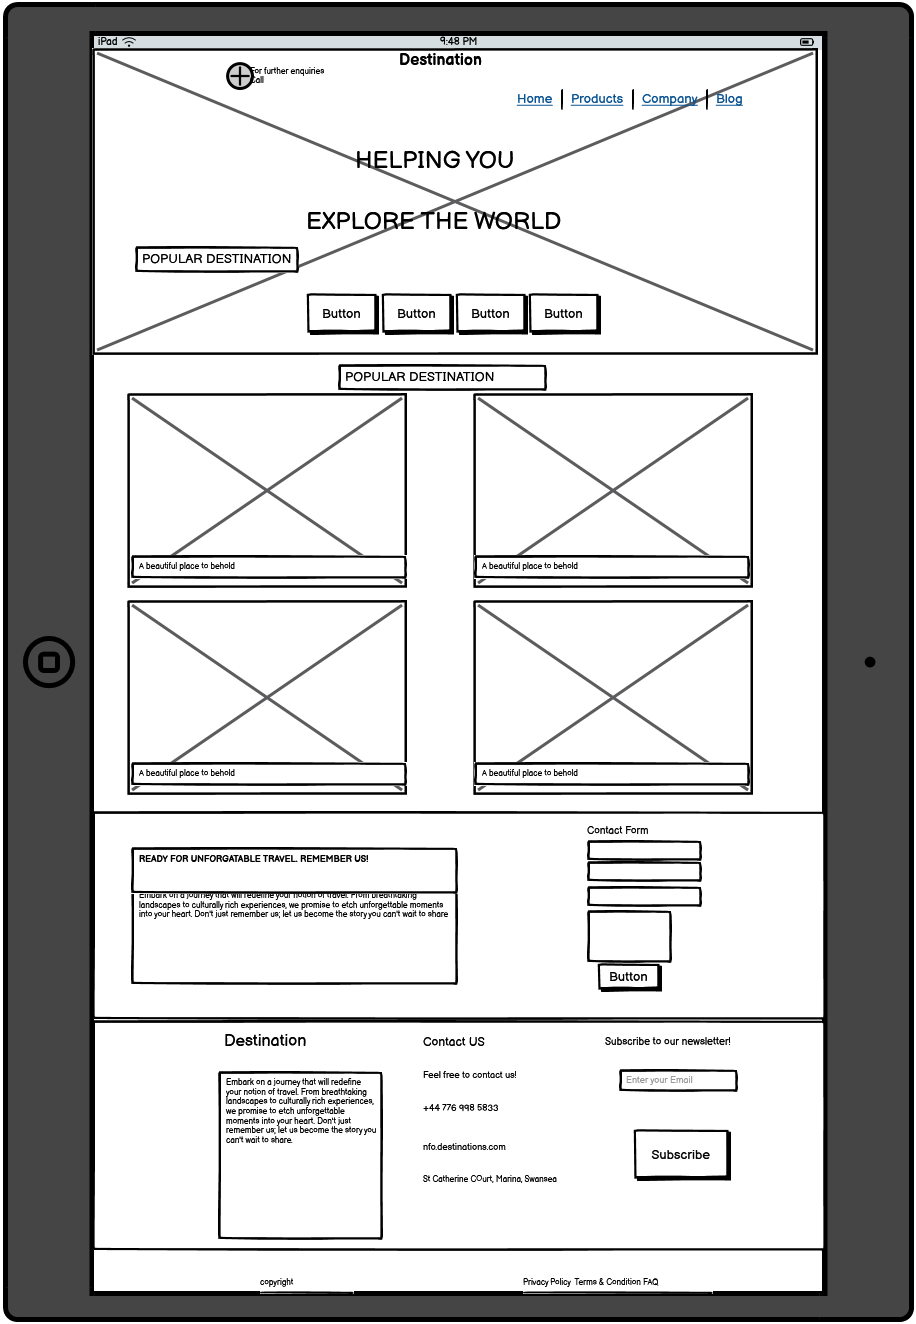 iPad
9:48 PM
Destination
For further enquiries
Call
Home
Products
Company
Blog
HELPING YOU
EXPLORE THE WORLD
POPULAR DESTINATION
Button
Button
Button
Button
POPULAR DESTINATION
A beautiful place to behold
A beautiful place to behold
A beautiful place to behold
A beautiful place to behold
READY FOR UNFORGATABLE TRAVEL. REMEMBER US!
Embark on a journey that will redefine your notion of travel. From breathtaking
landscapes to culturally rich experiences, we promise to etch unforgettable moments
into your heart. Don't just remember us; let us become the story you can't wait to share
Contact Form
Button
Destination
Embark on a journey that will redefine
your notion of travel. From breathtaking
landscapes to culturally rich experiences,
we promise to etch unforgettable
moments into your heart. Don't just
remember us; let us become the story you
can't wait to share.
Contact US
Feel free to contact us!
+44 776 998 5833
nfo.destinations.com
St Catherine COurt, Marina, Swansea
Subscribe to our newsletter!
Enter your Email
Subscribe
copyright
Privacy Policy Terms & Condition FAQ